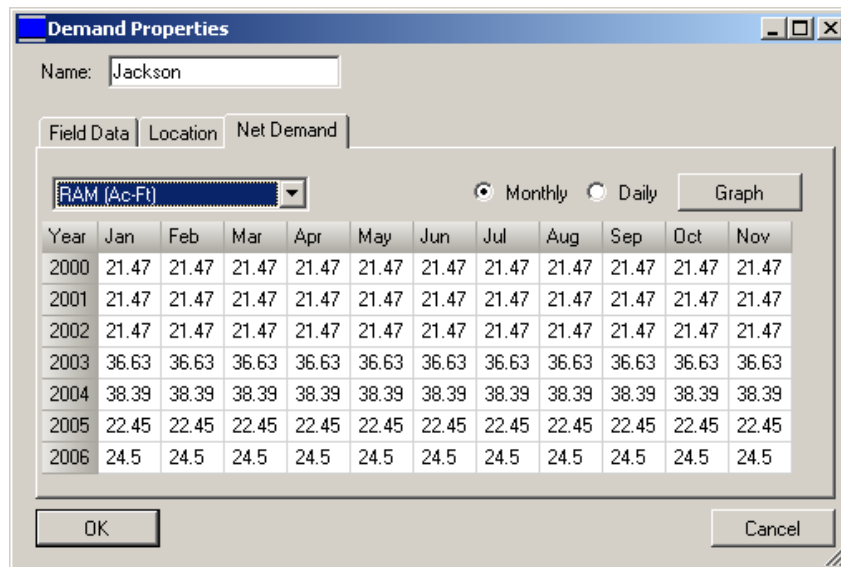 Demand Properties
Name: Jackson
Field Data Location Net Demand
RAM (Ac-Ft) Monthly Daily Graph
Year Jan Feb Mar Apr May Jun Jul Aug Sep Oct Nov
2000 21.47 21.47 21.47 21.47 21.47 21.47 21.47 21.47 21.47 21.47 21.47
2001 21.47 21.47 21.47 21.47 21.47 21.47 21.47 21.47 21.47 21.47 21.47
2002 21.47 21.47 21.47 21.47 21.47 21.47 21.47 21.47 21.47 21.47 21.47
2003 36.63 36.63 36.63 36.63 36.63 36.63 36.63 36.63 36.63 36.63 36.63
2004 38.39 38.39 38.39 38.39 38.39 38.39 38.39 38.39 38.39 38.39 38.39
2005 22.45 22.45 22.45 22.45 22.45 22.45 22.45 22.45 22.45 22.45 22.45
2006 24.5 24.5 24.5 24.5 24.5 24.5 24.5 24.5 24.5 24.5 24.5
OK Cancel